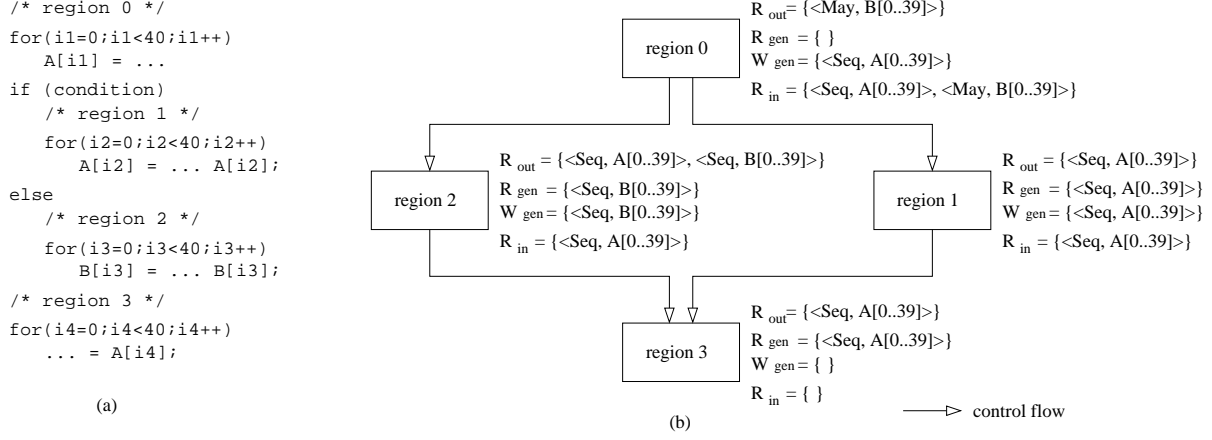 /* region 0 */
for(i1=0;i1<40;i1++)
A[i1] = ...
if (condition)
/* region 1 */
for(i2=0;i2<40;i2++)
A[i2] = ... A[i2];
else
/* region 2 */
for(i3=0;i3<40;i3++)
B[i3] = ... B[i3];
/* region 3 */
for(i4=0;i4<40;i4++)
... = A[i4];
(a)
region 0
R out= {<May, B[0..39]>}
R gen = { }
W gen = {<Seq, A[0..39]>}
R in = {<Seq, A[0..39]>, <May, B[0..39]>}
region 2
R out = {<Seq, A[0..39]>, <Seq, B[0..39]>}
R gen = {<Seq, B[0..39]>}
W gen = {<Seq, B[0..39]>}
R in = {<Seq, A[0..39]>}
region 1
R out = {<Seq, A[0..39]>}
R gen = {<Seq, A[0..39]>}
W gen = {<Seq, A[0..39]>}
R in = {<Seq, A[0..39]>}
region 3
R out= {<Seq, A[0..39]>}
R gen = {<Seq, A[0..39]>}
W gen = { }
R in = { }
(b)
control flow